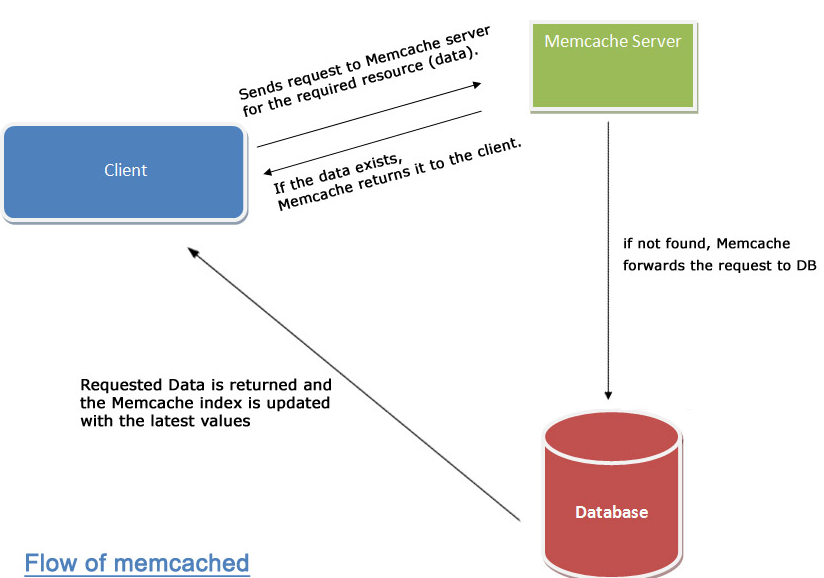 Memcache Server
Sends request to Memcache server
for the required resource (data).
Client
If the data exists,
Memcache returns it to the client.
if not found, Memcache
forwards the request to DB
Requested Data is returned and
the Memcache index is updated
with the latest values
Database
Flow of memcached